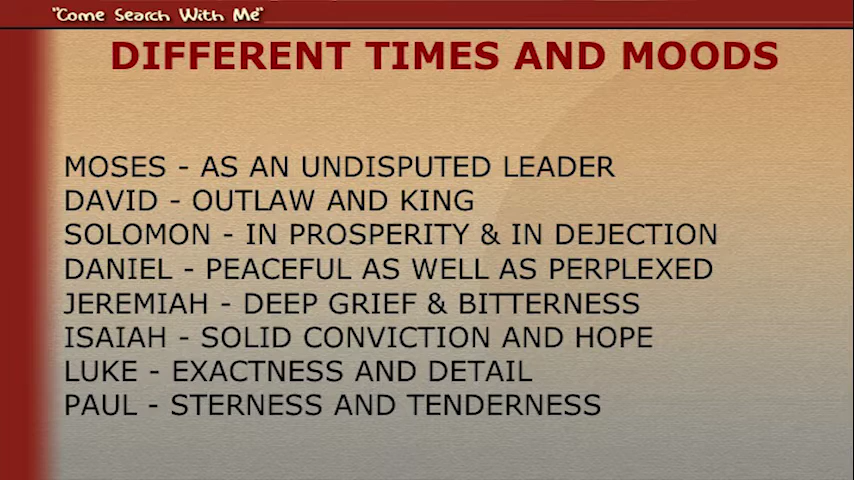 "Come Search With Me"
DIFFERENT TIMES AND MOODS
MOSES - AS AN UNDISPUTED LEADER
DAVID - OUTLAW AND KING
SOLOMON - IN PROSPERITY & IN DEJECTION
DANIEL - PEACEFUL AS WELL AS PERPLEXED
JEREMIAH - DEEP GRIEF & BITTERNESS
ISAIAH - SOLID CONVICTION AND HOPE
LUKE - EXACTNESS AND DETAIL
PAUL - STERNESS AND TENDERNESS